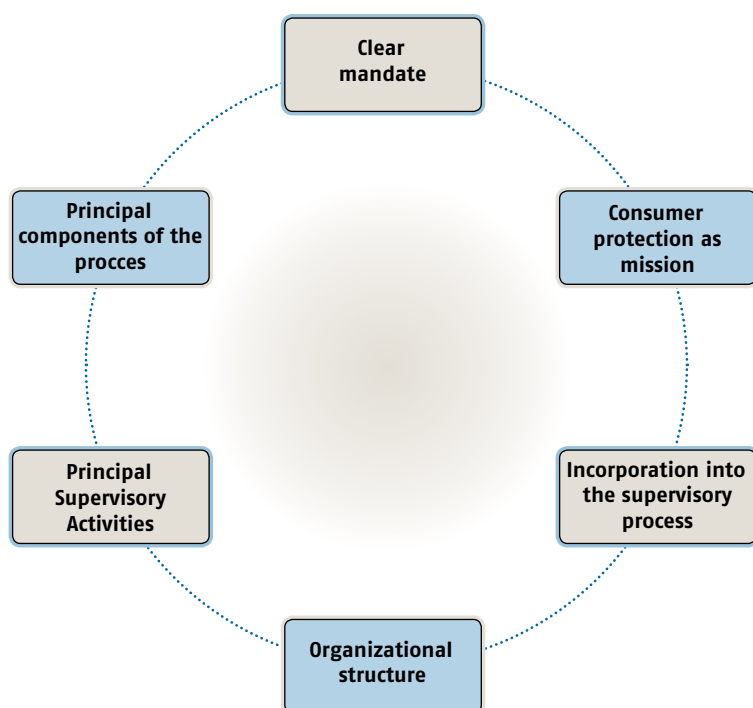 Clear
mandate
Principal
components of the
procces
Consumer
protection as
mission
Principal
Supervisory
Activities
Incorporation into
the supervisory
process
Organizational
structure